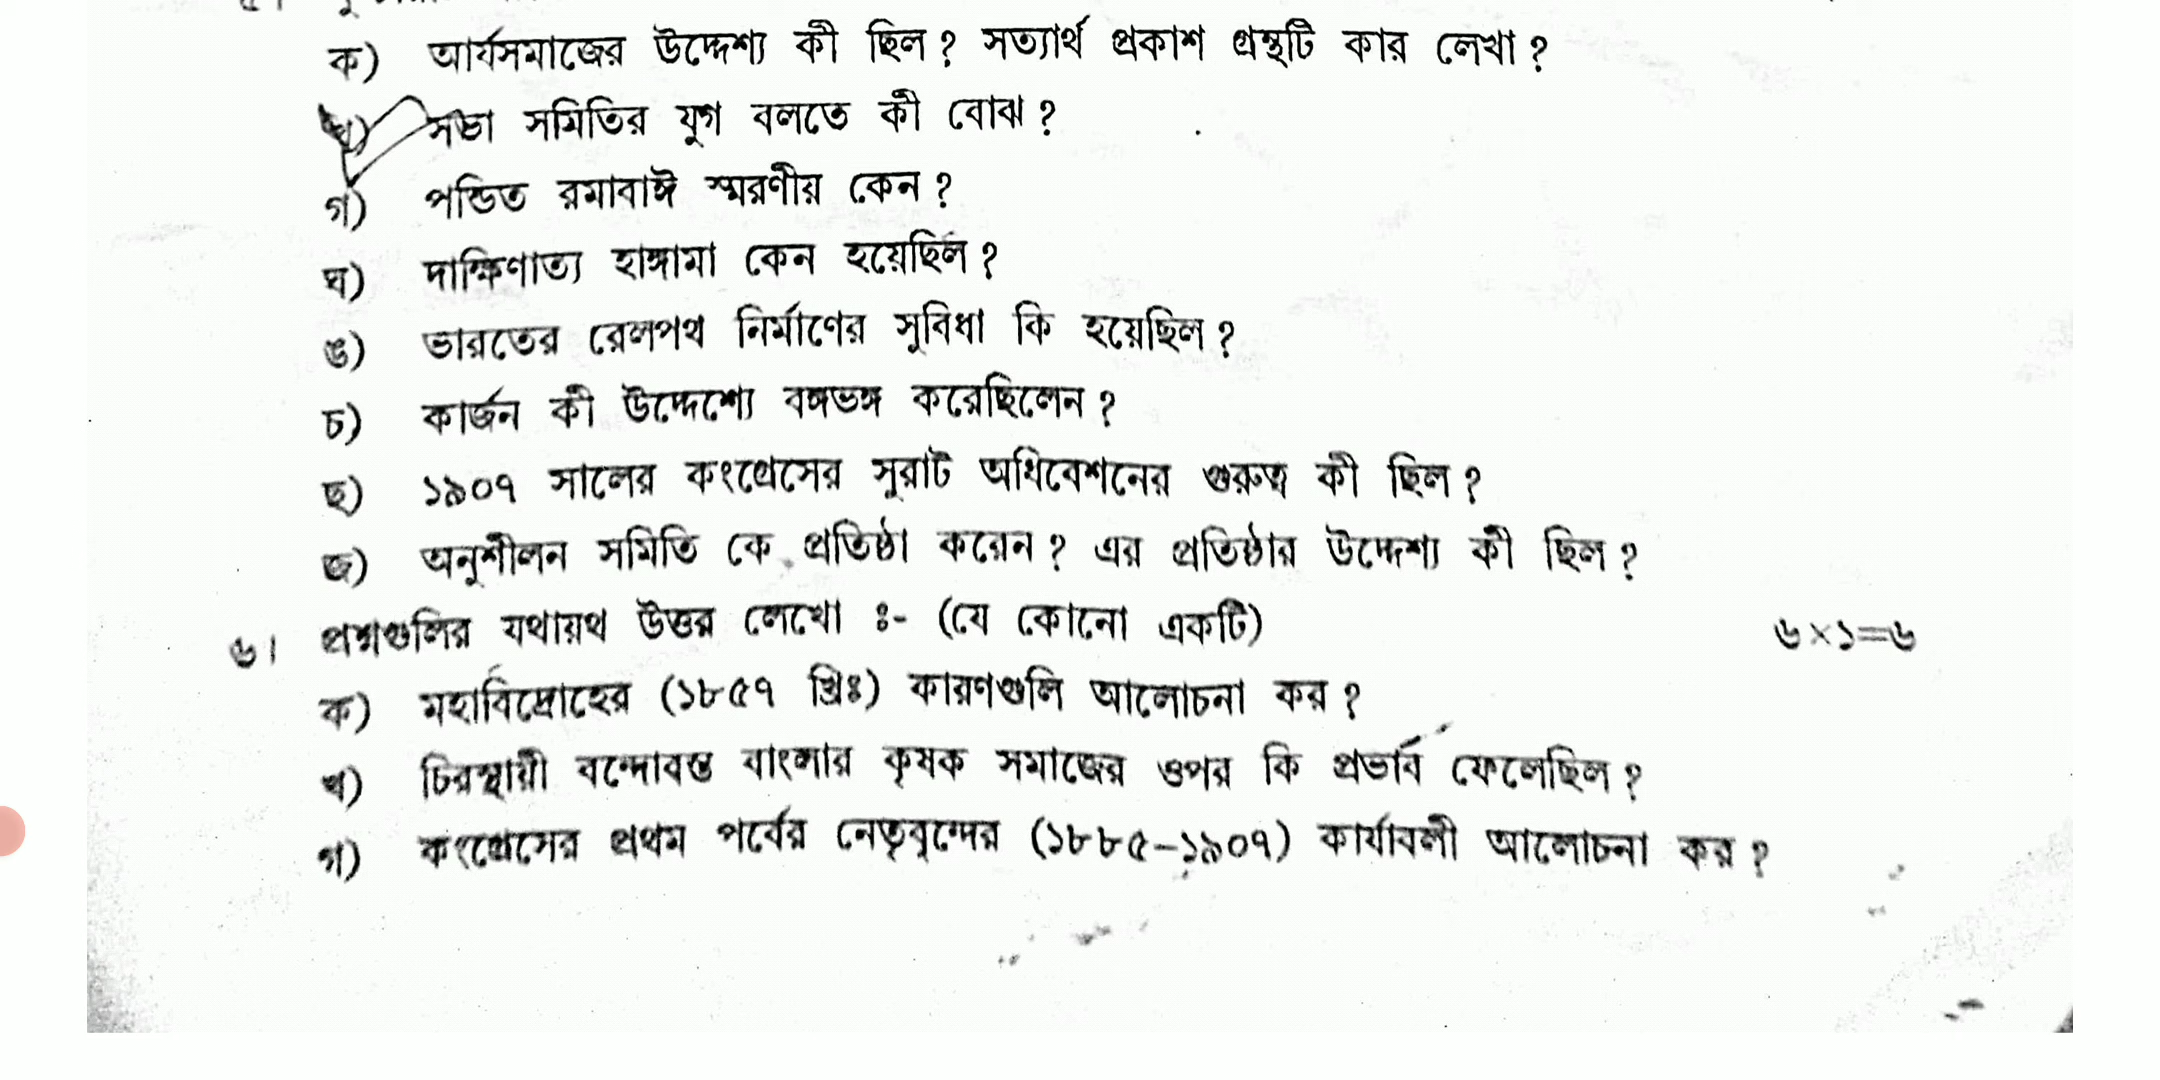 ক) আর্যসমাজের উদ্দেশ্য কী ছিল? সত্যার্থ প্রকাশ গ্রন্থটি কার লেখা?
খ) সভা সমিতির যুগ বলতে কী বোঝ?
গ) পন্ডিত রমাবাঈ স্মরণীয় কেন?
ঘ) দাক্ষিণাত্য হাঙ্গামা কেন হয়েছিল?
ঙ) ভারতের রেলপথ নির্মাণের সুবিধা কি হয়েছিল?
চ) কার্জন কী উদ্দেশ্যে বঙ্গভঙ্গ করেছিলেন?
ছ) ১৯০৭ সালের কংগ্রেসের সুরাট অধিবেশনের গুরুত্ব কী ছিল?
জ) অনুশীলন সমিতি কে প্রতিষ্ঠা করেন? এর প্রতিষ্ঠার উদ্দেশ্য কী ছিল?
৬। প্রশ্নগুলির যথাযথ উত্তর লেখো ঃ- (যে কোনো একটি) ৬×১=৬
ক) মহাবিদ্রোহের (১৮৫৭ খ্রিঃ) কারণগুলি আলোচনা কর?
খ) চিরস্থায়ী বন্দোবস্ত বাংলার কৃষক সমাজের ওপর কি প্রভাব ফেলেছিল?
গ) কংগ্রেসের প্রথম পর্বের নেতৃবৃন্দের (১৮৮৫-১৯০৭) কার্যাবলী আলোচনা কর?